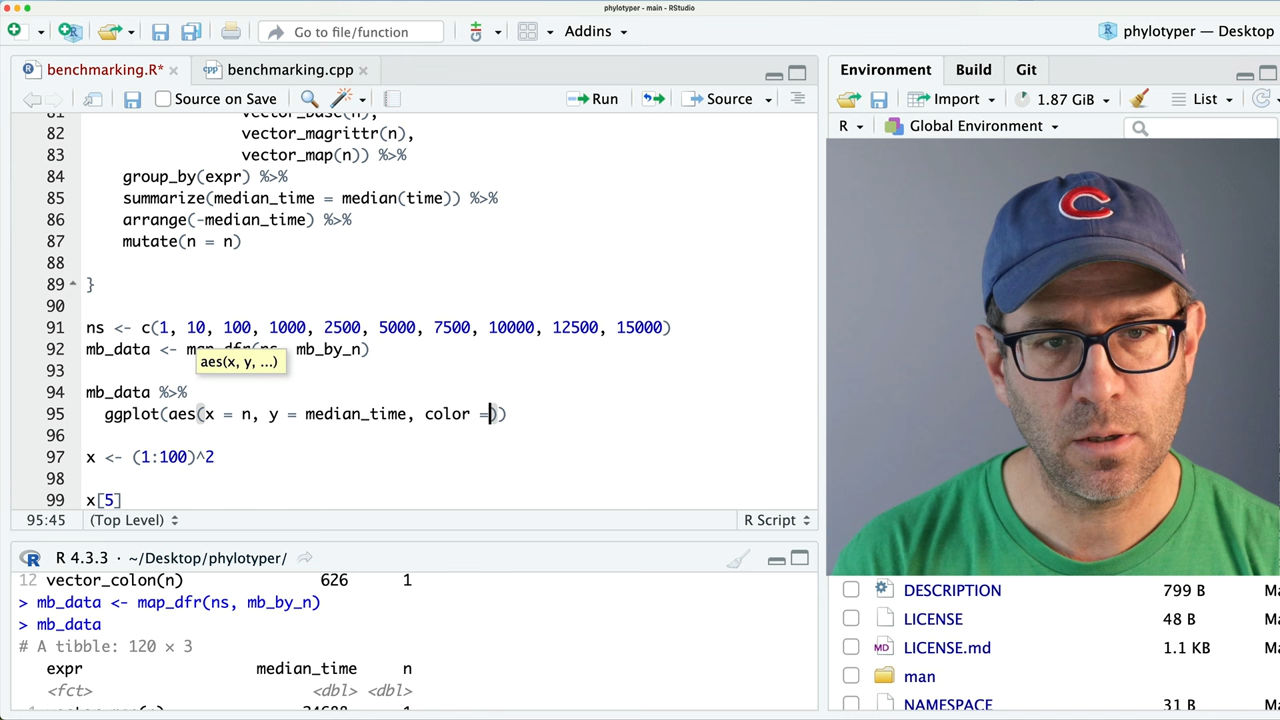 phylotyper - main - RStudio
Go to file/function
Addins
phylotyper — Desktop
benchmarking.R*
benchmarking.cpp
Source on Save
Run
Source
81 vector_base(n),
82 vector_magrittr(n),
83 vector_map(n)) %>%
84 group_by(expr) %>%
85 summarize(median_time = median(time)) %>%
86 arrange(-median_time) %>%
87 mutate(n = n)
88
89 }
90
91 ns <- c(1, 10, 100, 1000, 2500, 5000, 7500, 10000, 12500, 15000)
92 mb_data <- map_dfr(ns, mb_by_n)
aes(x, y, ...)
93
94 mb_data %>%
95 ggplot(aes(x = n, y = median_time, color =))
96
97 x <- (1:100)^2
98
99 x[5]
95:45 (Top Level) R Script
R 4.3.3 · ~/Desktop/phylotyper/
12 vector_colon(n) 626 1
> mb_data <- map_dfr(ns, mb_by_n)
> mb_data
# A tibble: 120 × 3
expr median_time n
<fct> <dbl> <dbl>
Environment Build Git
Import 1.87 GiB List
R Global Environment
C
DESCRIPTION 799 B
LICENSE 48 B
LICENSE.md 1.1 KB
MD
man
NAMESPACE 31 B